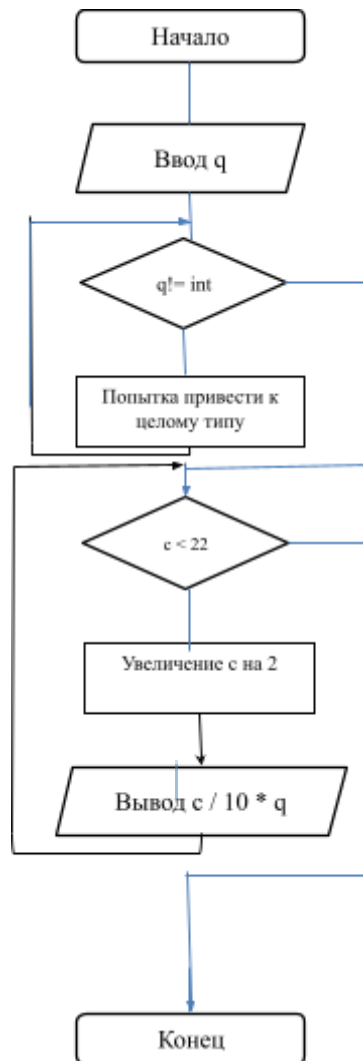 Начало
Ввод q
q!= int
Попытка привести к
целому типу
c < 22
Увеличение с на 2
Вывод c / 10 * q
Конец